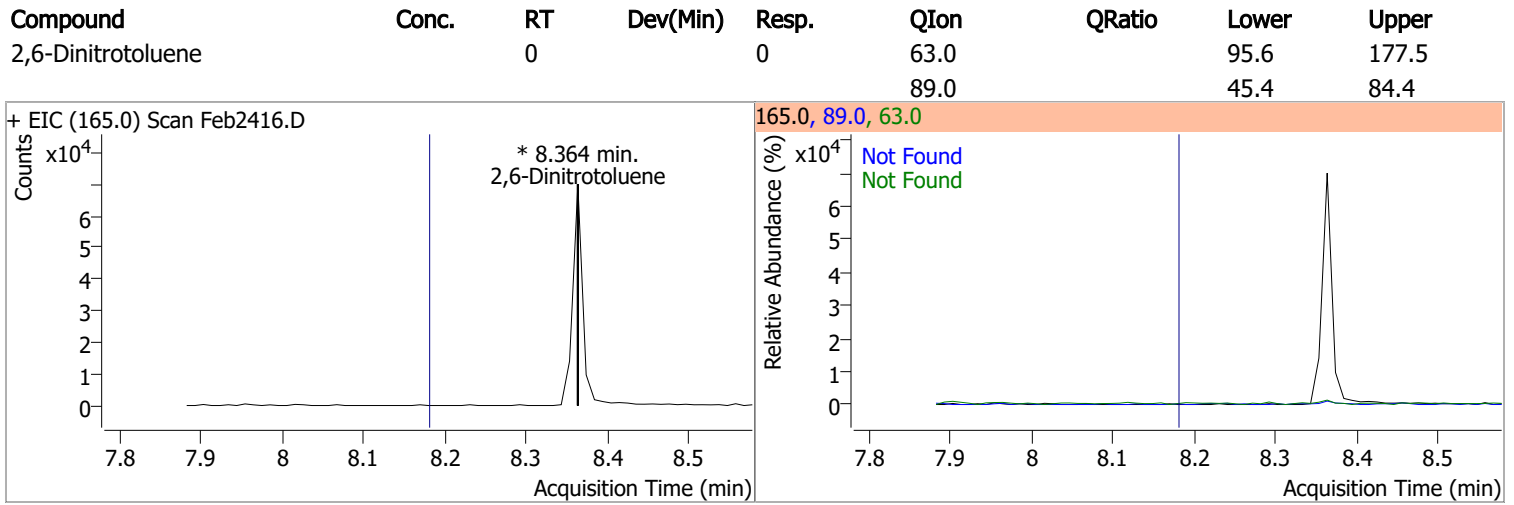 Compound Conc. RT Dev(Min) Resp. QIon QRatio Lower Upper
2,6-Dinitrotoluene 0 0 63.0 95.6 177.5
89.0 45.4 84.4
+ EIC (165.0) Scan Feb2416.D
Counts
x10⁴
* 8.364 min.
2,6-Dinitrotoluene
6
5
4
3
2
1
0
7.8 7.9 8 8.1 8.2 8.3 8.4 8.5
Acquisition Time (min)
165.0, 89.0, 63.0
Relative Abundance (%)
x10⁴
Not Found
Not Found
6
5
4
3
2
1
0
7.8 7.9 8 8.1 8.2 8.3 8.4 8.5
Acquisition Time (min)